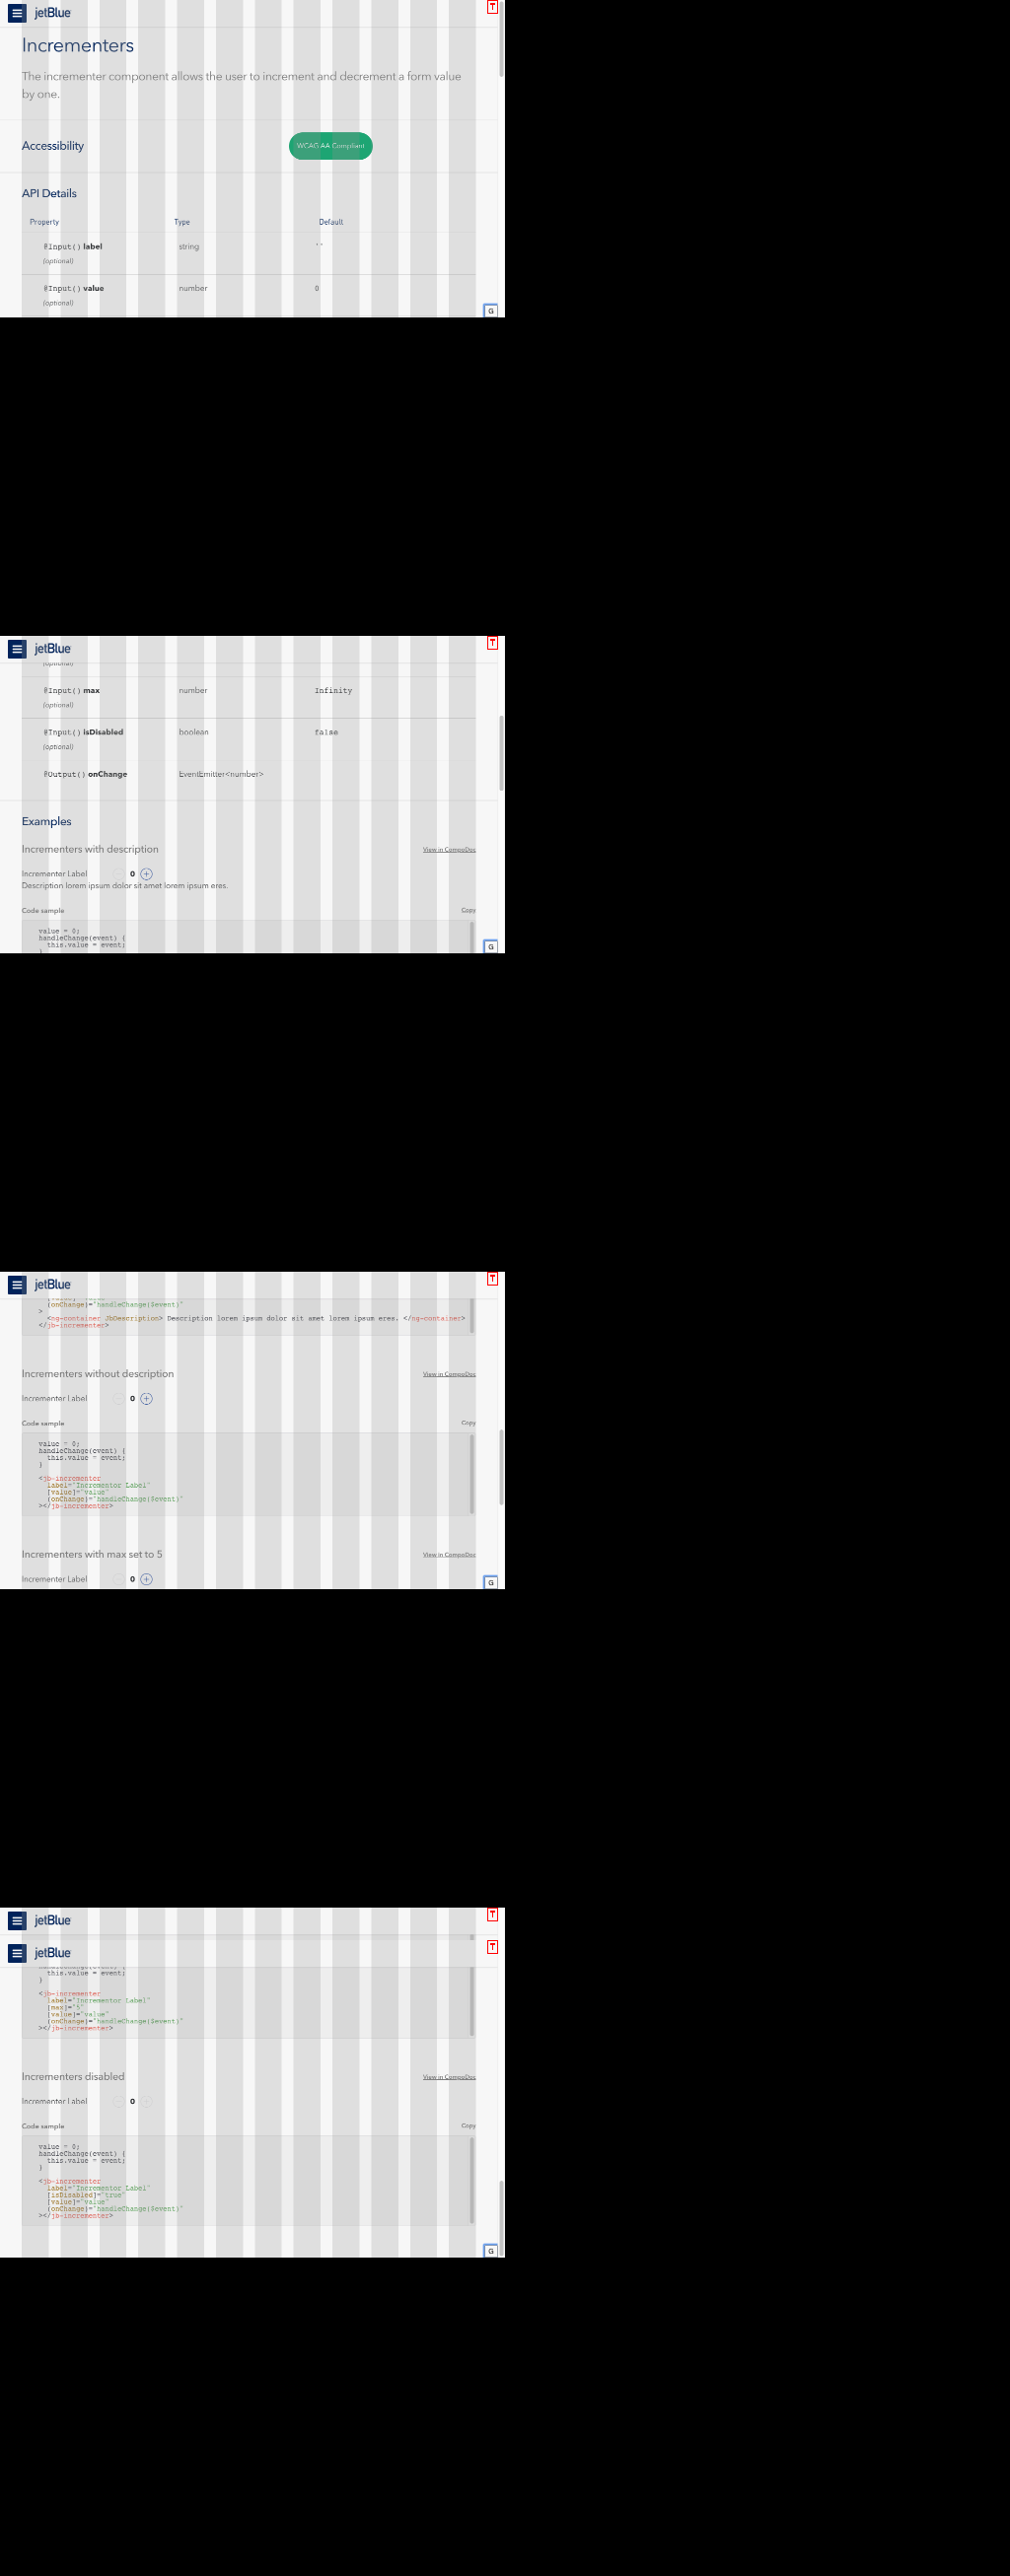 jetBlue
T
Incrementers
The incrementer component allows the user to increment and decrement a form value
by one.
Accessibility
WCAG AA Compliant
API Details
Property Type Default
@Input() label string ''
(optional)
@Input() value number 0
(optional)
G
jetBlue
T
(optional)
@Input() max number Infinity
(optional)
@Input() isDisabled boolean false
(optional)
@Output() onChange EventEmitter<number>
Examples
Incrementers with description View in CompoDoc
Incrementer Label 0
Description lorem ipsum dolor sit amet lorem ipsum eres.
Code sample Copy
value = 0;
handleChange(event) {
this.value = event;
}
G
jetBlue
T
(onChange)="handleChange($event)"
>
<ng-container JbDescription> Description lorem ipsum dolor sit amet lorem ipsum eres. </ng-container>
</jb-incrementer>
Incrementers without description View in CompoDoc
Incrementer Label 0
Code sample Copy
value = 0;
handleChange(event) {
this.value = event;
}
<jb-incrementer
label="Incrementor Label"
[value]="value"
(onChange)="handleChange($event)"
></jb-incrementer>
Incrementers with max set to 5 View in CompoDoc
Incrementer Label 0
G
jetBlue
T
jetBlue
T
handleChange(event) {
this.value = event;
}
<jb-incrementer
label="Incrementor Label"
[max]="5"
[value]="value"
(onChange)="handleChange($event)"
></jb-incrementer>
Incrementers disabled View in CompoDoc
Incrementer Label 0
Code sample Copy
value = 0;
handleChange(event) {
this.value = event;
}
<jb-incrementer
label="Incrementor Label"
[isDisabled]="true"
[value]="value"
(onChange)="handleChange($event)"
></jb-incrementer>
G